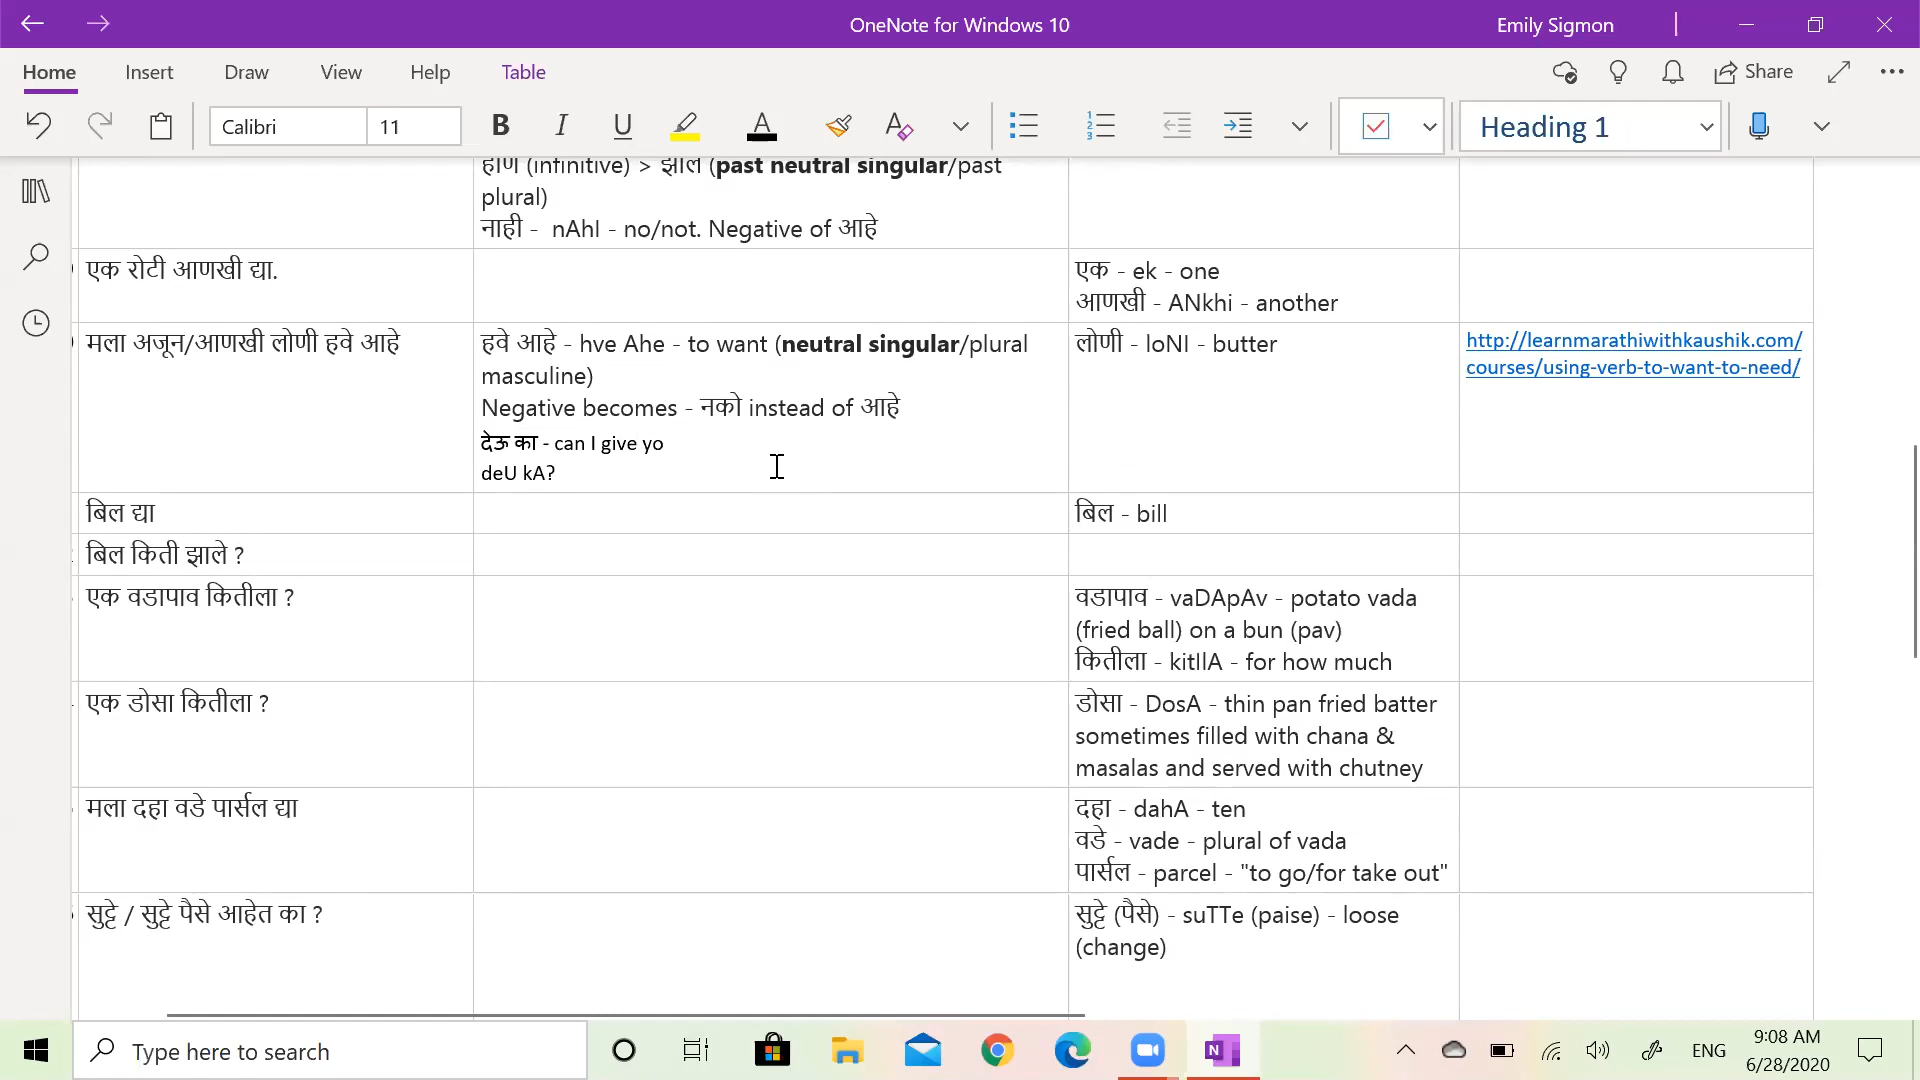 OneNote for Windows 10
Emily Sigmon
Home Insert Draw View Help Table
Share
Calibri 11 B I U A Heading 1
होणे (infinitive) > झाले (past neutral singular/past
plural)
नाही - nAhI - no/not. Negative of आहे
एक रोटी आणखी द्या.
एक - ek - one
आणखी - ANkhi - another
मला अजून/आणखी लोणी हवे आहे
हवे आहे - hve Ahe - to want (neutral singular/plural
masculine)
Negative becomes - नको instead of आहे
देऊ का - can I give yo
deU kA?
लोणी - loNI - butter
http://learnmarathiwithkaushik.com/
courses/using-verb-to-want-to-need/
बिल द्या
बिल - bill
बिल किती झाले ?
एक वडापाव कितीला ?
वडापाव - vaDApAv - potato vada
(fried ball) on a bun (pav)
कितीला - kitIlA - for how much
एक डोसा कितीला ?
डोसा - DosA - thin pan fried batter
sometimes filled with chana &
masalas and served with chutney
मला दहा वडे पार्सल द्या
दहा - dahA - ten
वडे - vade - plural of vada
पार्सल - parcel - "to go/for take out"
सुट्टे / सुट्टे पैसे आहेत का ?
सुट्टे (पैसे) - suTTe (paise) - loose
(change)
Type here to search
ENG
9:08 AM
6/28/2020